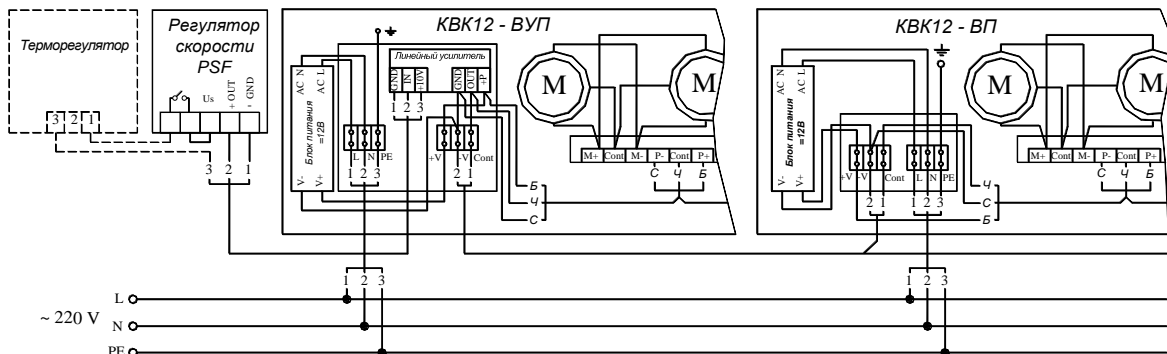 Терморегулятор
3 2 1
Регулятор
скорости
PSF
Us
+ OUT
- GND
3 2 1
КВК12 - ВУП
AC N
AC L
Блок питания
=12В
V-
V+
L N PE
1 2 3
Линейный усилитель
GND IN +10V
1 2 3
GND OUT +P
+V -V Cont
2 1
Б
Ч
С
M
M
M+ Cont M- P- Cont P+
С Ч Б
КВК12 - ВП
AC N
AC L
Блок питания
=12В
V-
V+
+V -V Cont
2 1
L N PE
1 2 3
Ч
С
Б
M
M
M+ Cont M- P- Cont P+
С Ч Б
1 2 3
1 2 3
L
~ 220 V
N
PE